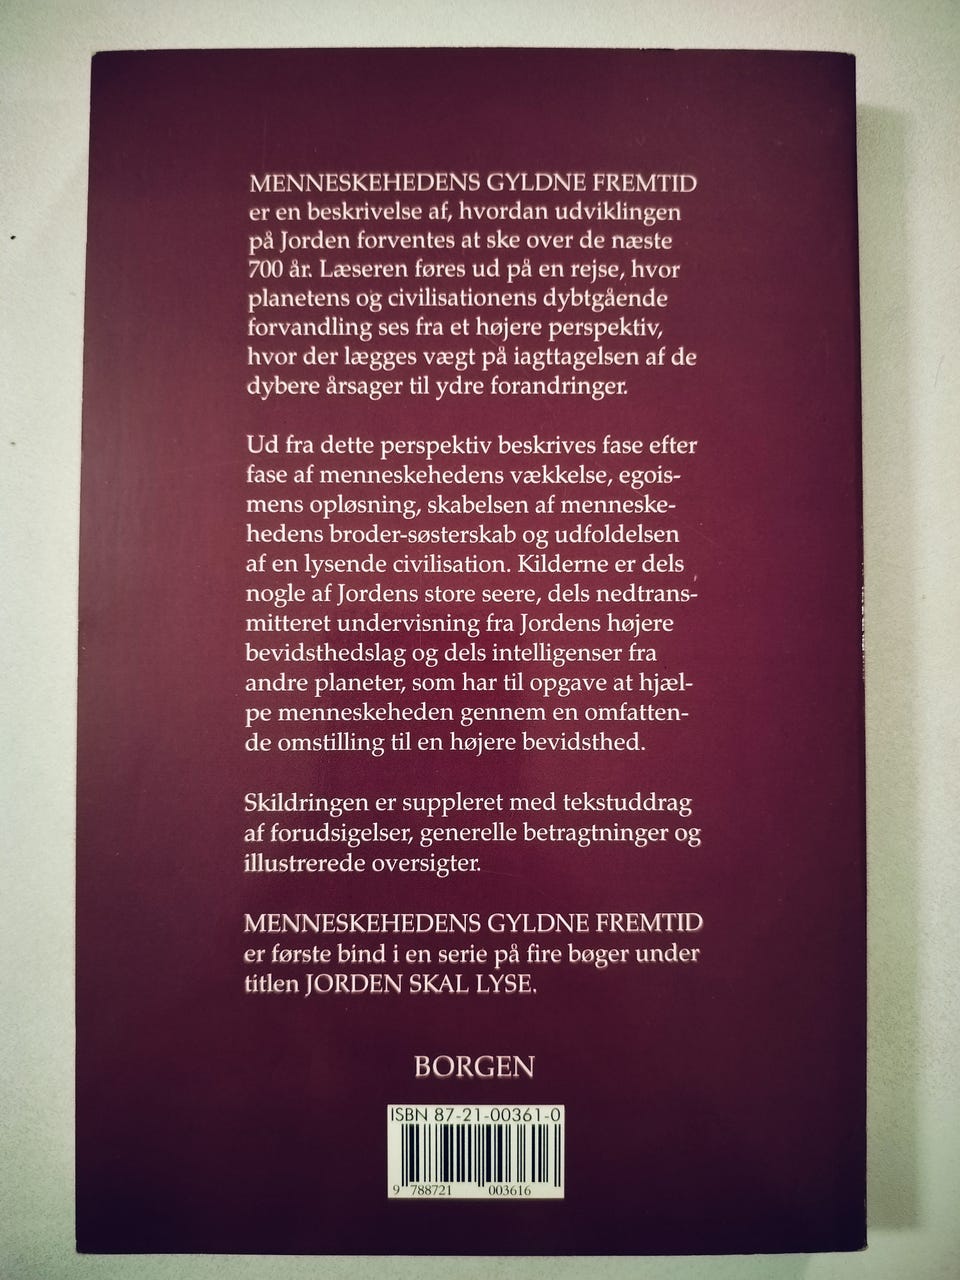 MENNESKEHEDENS GYLDNE FREMTID
er en beskrivelse af, hvordan udviklingen
på Jorden forventes at ske over de næste
700 år. Læseren føres ud på en rejse, hvor
planetens og civilisationens dybtgående
forvandling ses fra et højere perspektiv,
hvor der lægges vægt på iagttagelsen af de
dybere årsager til ydre forandringer.
Ud fra dette perspektiv beskrives fase efter
fase af menneskehedens vækkelse, egois-
mens opløsning, skabelsen af menneske-
hedens broder-søsterskab og udfoldelsen
af en lysende civilisation. Kilderne er dels
nogle af Jordens store seere, dels nedtrans-
mitteret undervisning fra Jordens højere
bevidsthedslag og dels intelligenser fra
andre planeter, som har til opgave at hjæl-
pe menneskeheden gennem en omfatten-
de omstilling til en højere bevidsthed.
Skildringen er suppleret med tekstuddrag
af forudsigelser, generelle betragtninger og
illustrerede oversigter.
MENNESKEHEDENS GYLDNE FREMTID
er første bind i en serie på fire bøger under
titlen JORDEN SKAL LYSE.
BORGEN
ISBN 87-21-00361-0
9 788721 003616